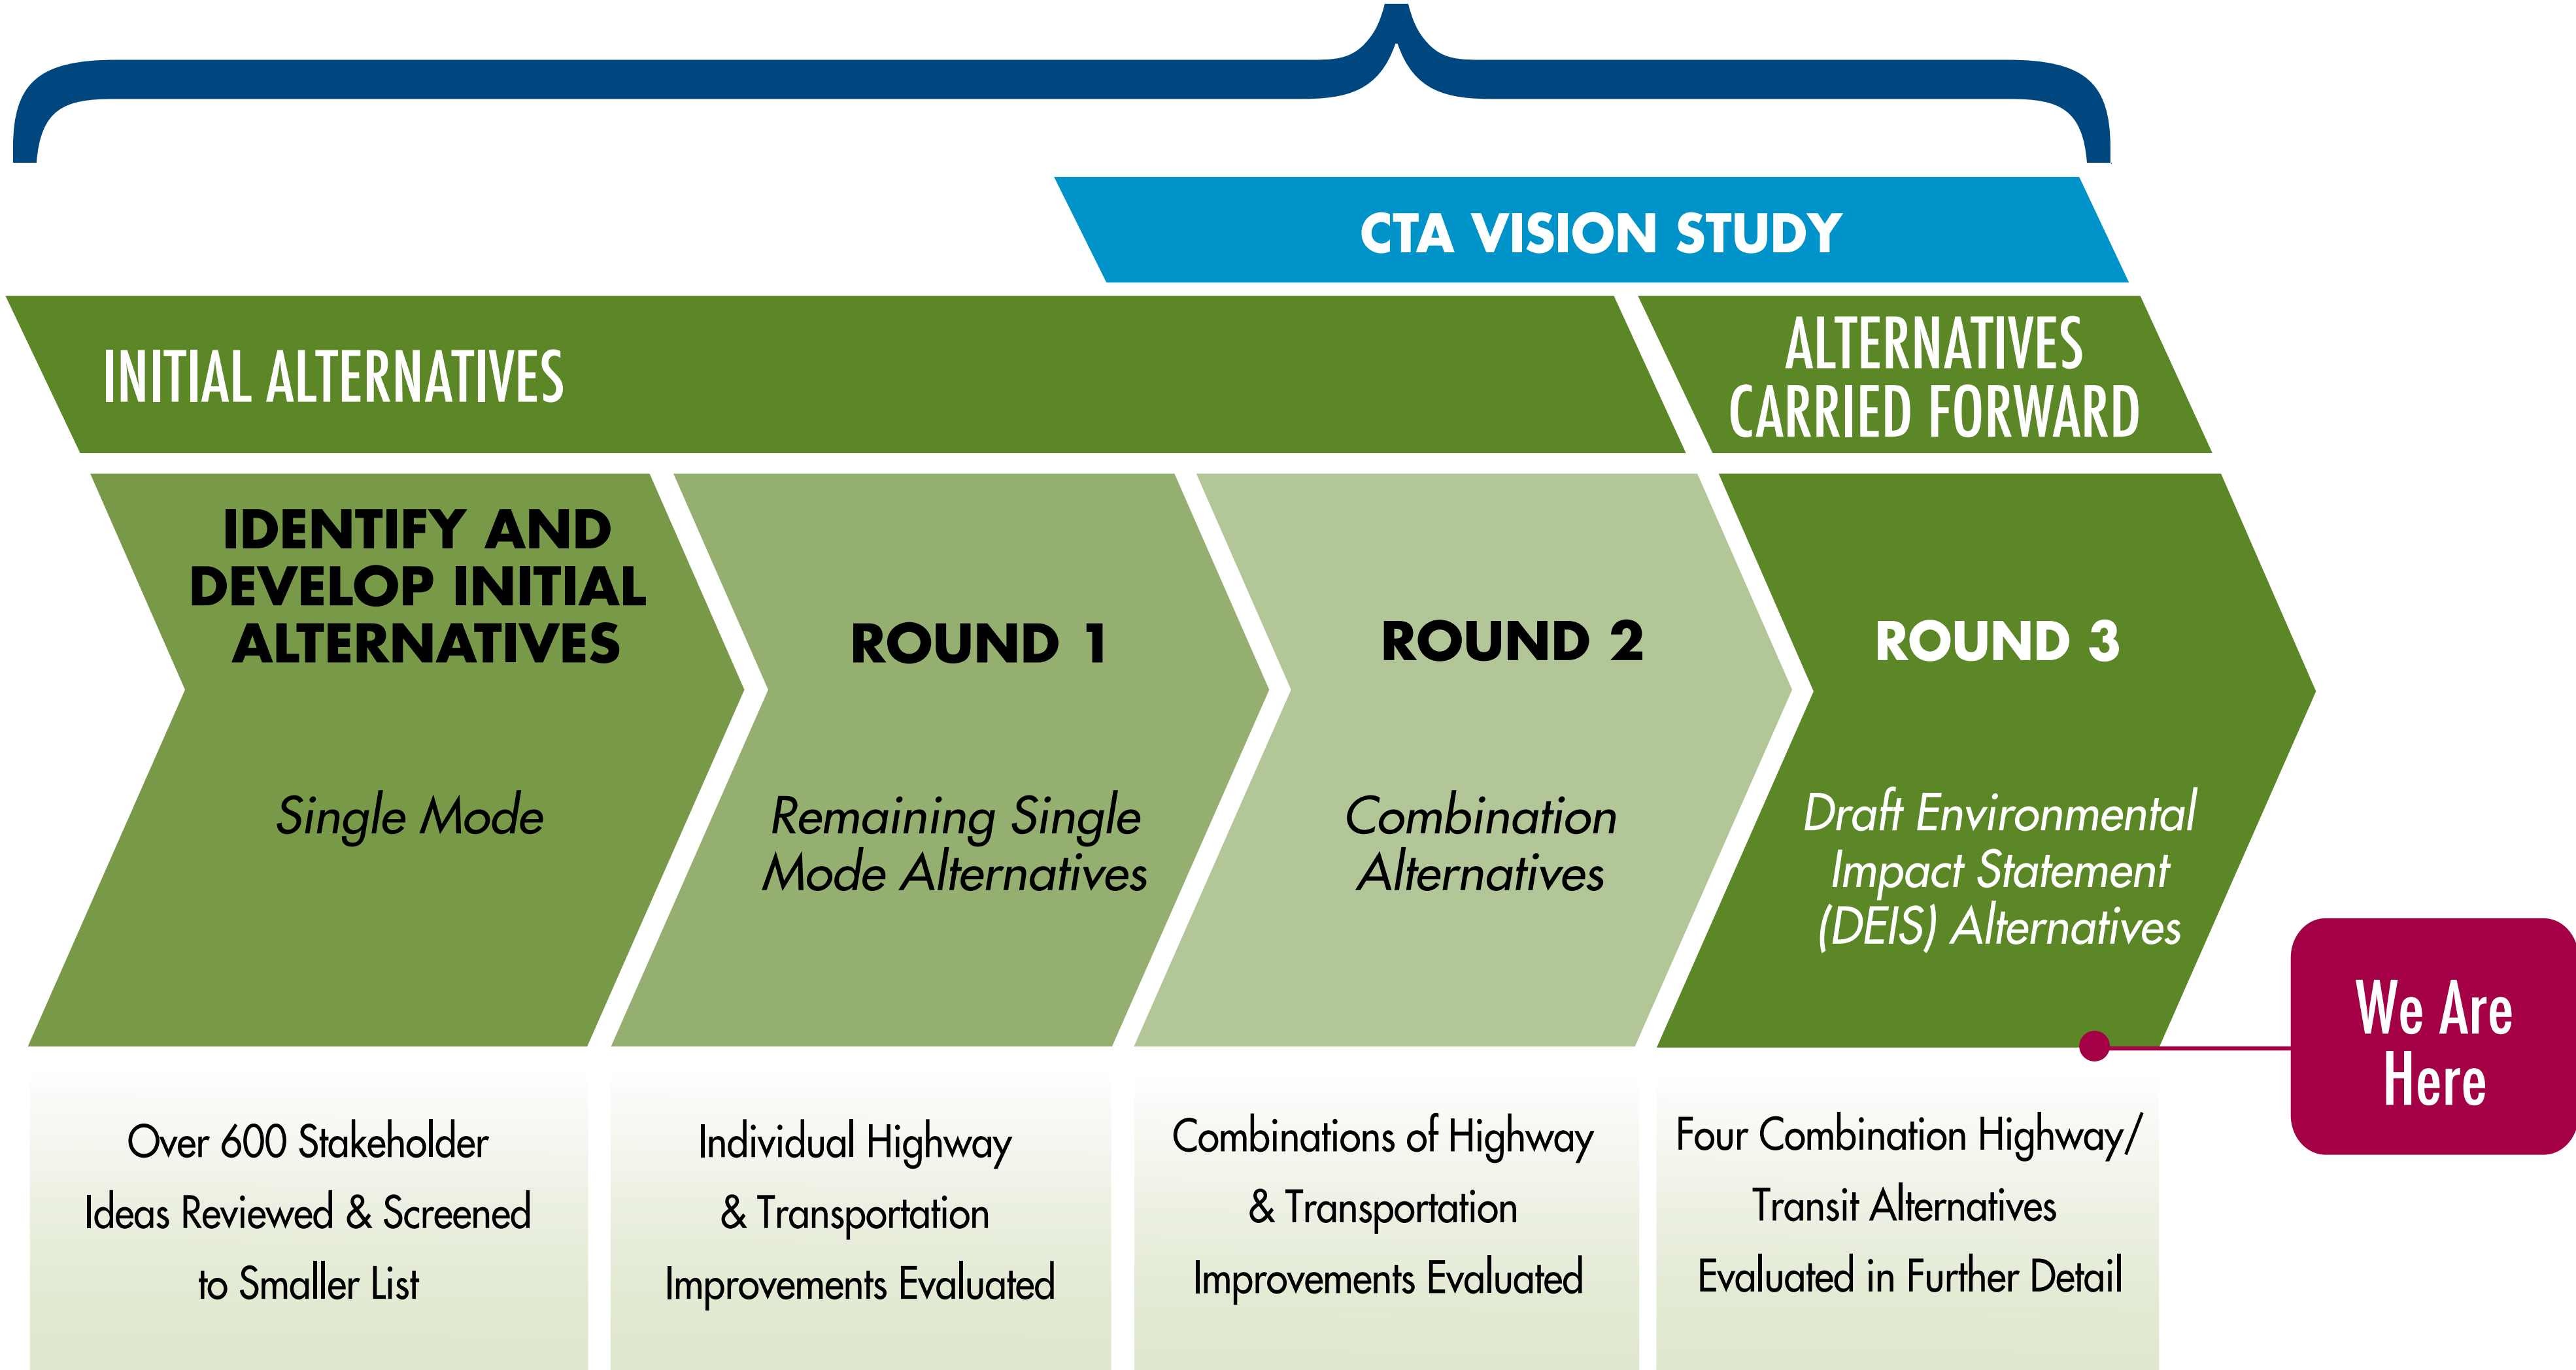 CTA VISION STUDY
INITIAL ALTERNATIVES
ALTERNATIVES
CARRIED FORWARD
IDENTIFY AND
DEVELOP INITIAL
ALTERNATIVES
Single Mode
ROUND 1
Remaining Single
Mode Alternatives
ROUND 2
Combination
Alternatives
ROUND 3
Draft Environmental
Impact Statement
(DEIS) Alternatives
We Are
Here
Over 600 Stakeholder
Ideas Reviewed & Screened
to Smaller List
Individual Highway
& Transportation
Improvements Evaluated
Combinations of Highway
& Transportation
Improvements Evaluated
Four Combination Highway/
Transit Alternatives
Evaluated in Further Detail